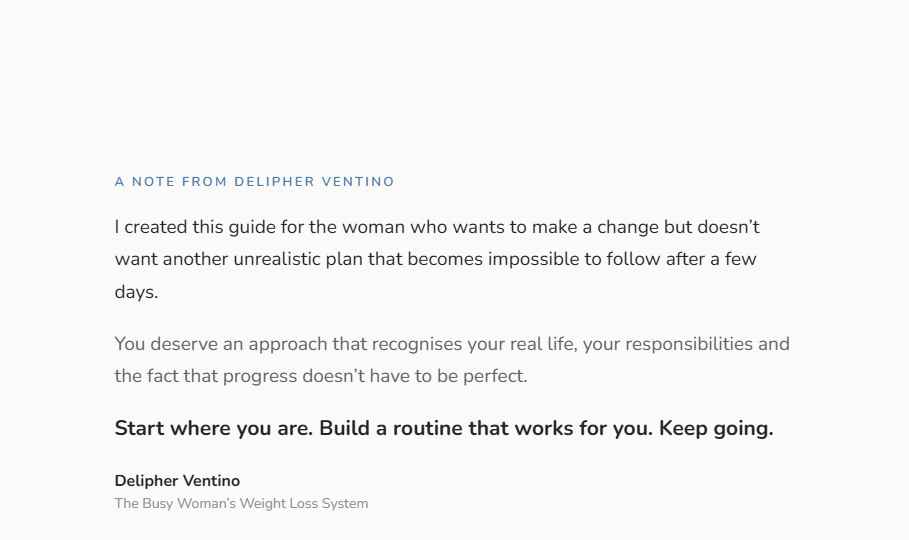 A NOTE FROM DELIPHER VENTINO
I created this guide for the woman who wants to make a change but doesn’t
want another unrealistic plan that becomes impossible to follow after a few
days.
You deserve an approach that recognises your real life, your responsibilities and
the fact that progress doesn’t have to be perfect.
Start where you are. Build a routine that works for you. Keep going.
Delipher Ventino
The Busy Woman’s Weight Loss System